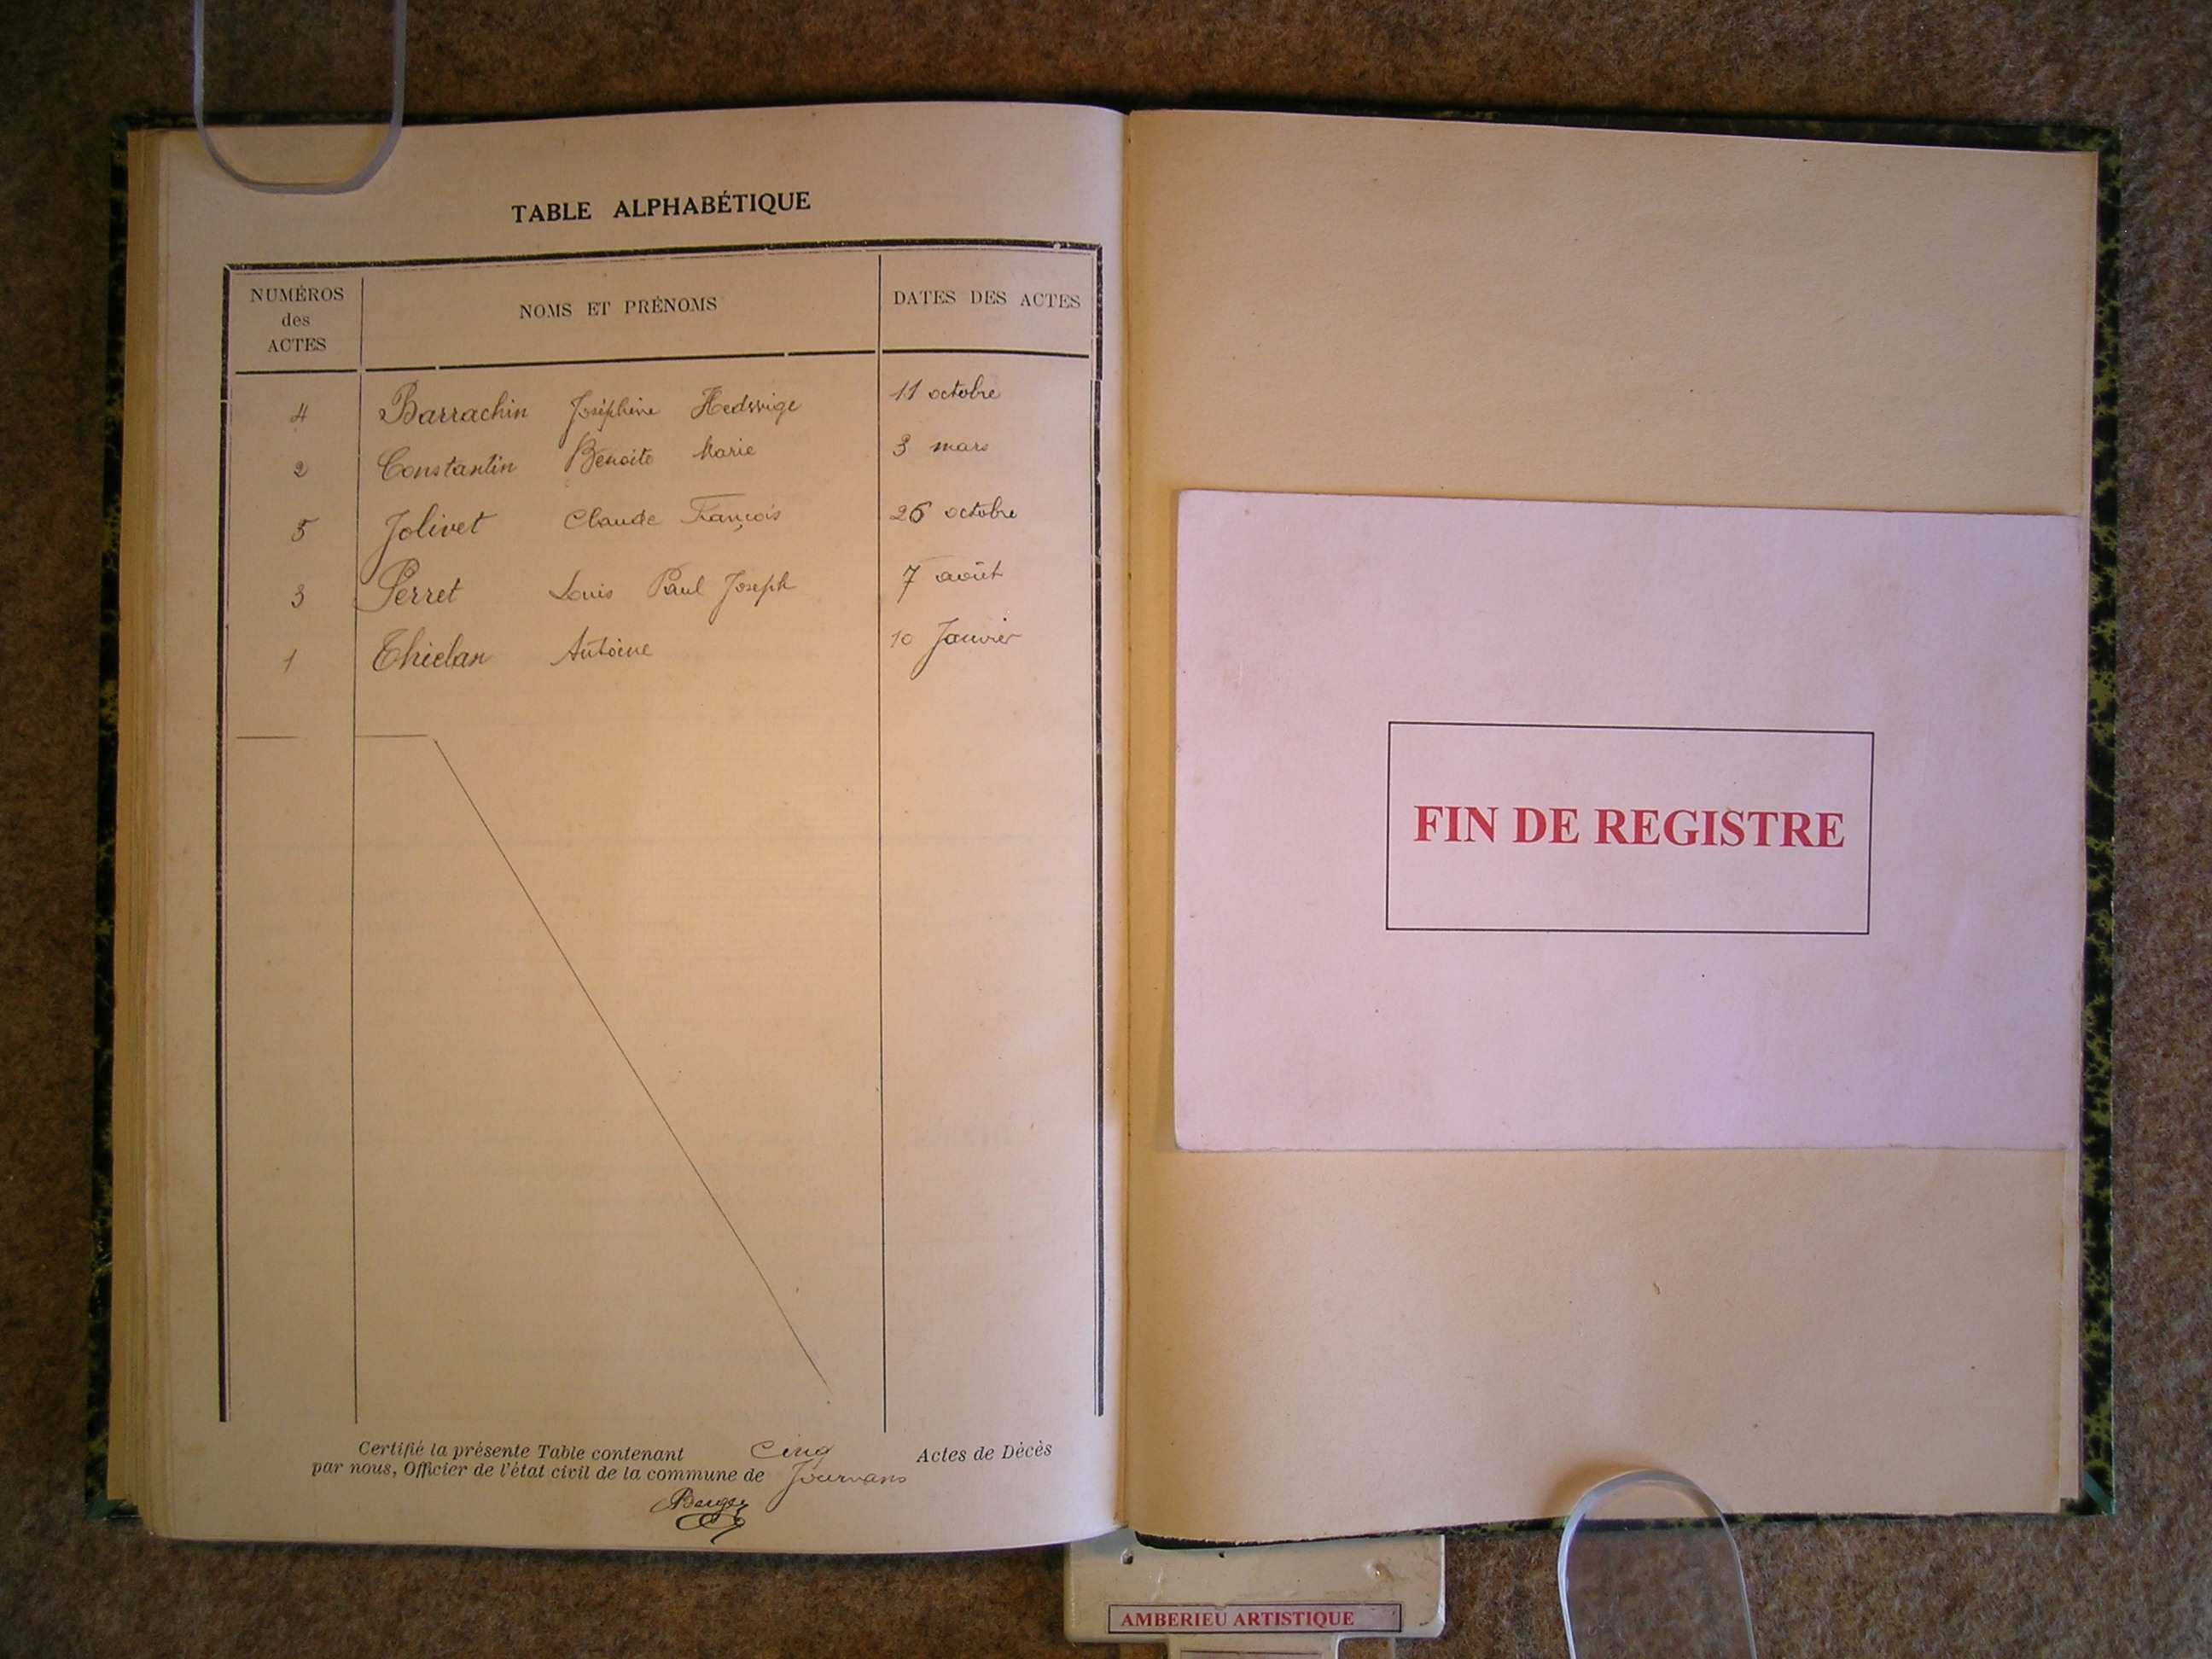 TABLE ALPHABÉTIQUE
NUMÉROS des ACTES NOMS ET PRÉNOMS DATES DES ACTES
4 Barrachin Joséphine Hedwige 11 octobre
2 Constantin Benoite Marie 3 mars
5 Jolivet Claude François 26 octobre
3 Perret Louis Paul Joseph 7 août
1 Antoine 10 Janvier
Certifié la présente Table contenant Cinq Actes de Décès
par nous, Officier de l'état civil de la commune de Journans
Berger
FIN DE REGISTRE
AMBERIEU ARTISTIQUE